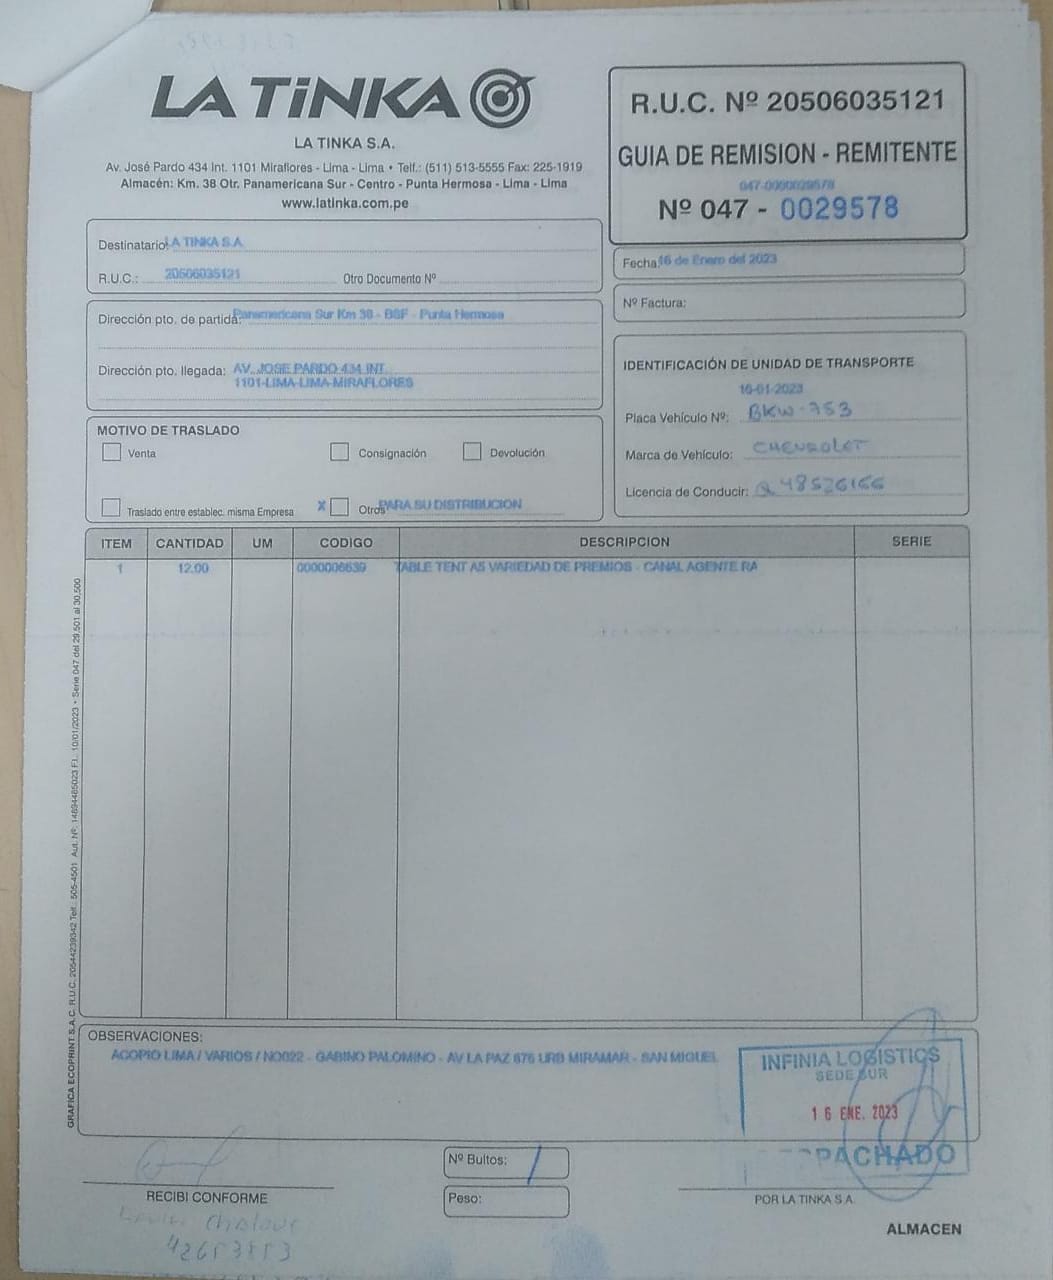 LA TiNKA
LA TINKA S.A.
Av. José Pardo 434 Int. 1101 Miraflores - Lima - Lima • Telf.: (511) 513-5555 Fax: 225-1919
Almacén: Km. 38 Otr. Panamericana Sur - Centro - Punta Hermosa - Lima - Lima
www.latinka.com.pe
R.U.C. Nº 20506035121
GUIA DE REMISION - REMITENTE
047-0000029578
Nº 047 - 0029578
Destinatario: LA TINKA S.A.
R.U.C.: 20506035121 Otro Documento Nº
Fecha: 16 de Enero del 2023
Nº Factura:
Dirección pto. de partida: Panamericana Sur Km 38 - BSF - Punta Hermosa
Dirección pto. llegada: AV. JOSE PARDO 434 INT.
1101-LIMA-LIMA-MIRAFLORES
IDENTIFICACIÓN DE UNIDAD DE TRANSPORTE
16-01-2023
Placa Vehículo Nº: BKW-753
Marca de Vehículo: CHEVROLET
Licencia de Conducir: Q 48526166
MOTIVO DE TRASLADO
Venta
Consignación
Devolución
Traslado entre establec. misma Empresa
X Otros PARA SU DISTRIBUCION
ITEM CANTIDAD UM CODIGO DESCRIPCION SERIE
1 12.00 0000006639 TABLE TENT A5 VARIEDAD DE PREMIOS - CANAL AGENTE RA
GRAFICA ECOPRINT S.A.C. R.U.C. 20544239342 Telf.: 505-4501 Aut. Nº: 14894485023 F.I. 10/01/2023 • Serie 047 del 29,501 al 30,500
OBSERVACIONES:
ACOPIO LIMA / VARIOS / NO022 - GABINO PALOMINO - AV LA PAZ 876 URB MIRAMAR - SAN MIGUEL
INFINIA LOGISTICS
SEDE SUR
16 ENE. 2023
PACHADO
Nº Bultos: 1
Peso:
RECIBI CONFORME
POR LA TINKA S.A.
ALMACEN